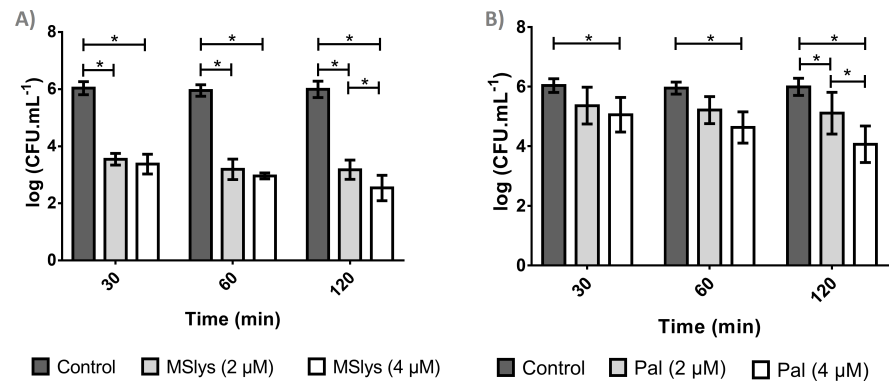 A)
8
6
4
2
0
log (CFU.mL⁻¹)
* * *
* * * *
30 60 120
Time (min)
Control MSlys (2 µM) MSlys (4 µM)
B)
8
6
4
2
0
log (CFU.mL⁻¹)
* * *
* *
30 60 120
Time (min)
Control Pal (2 µM) Pal (4 µM)